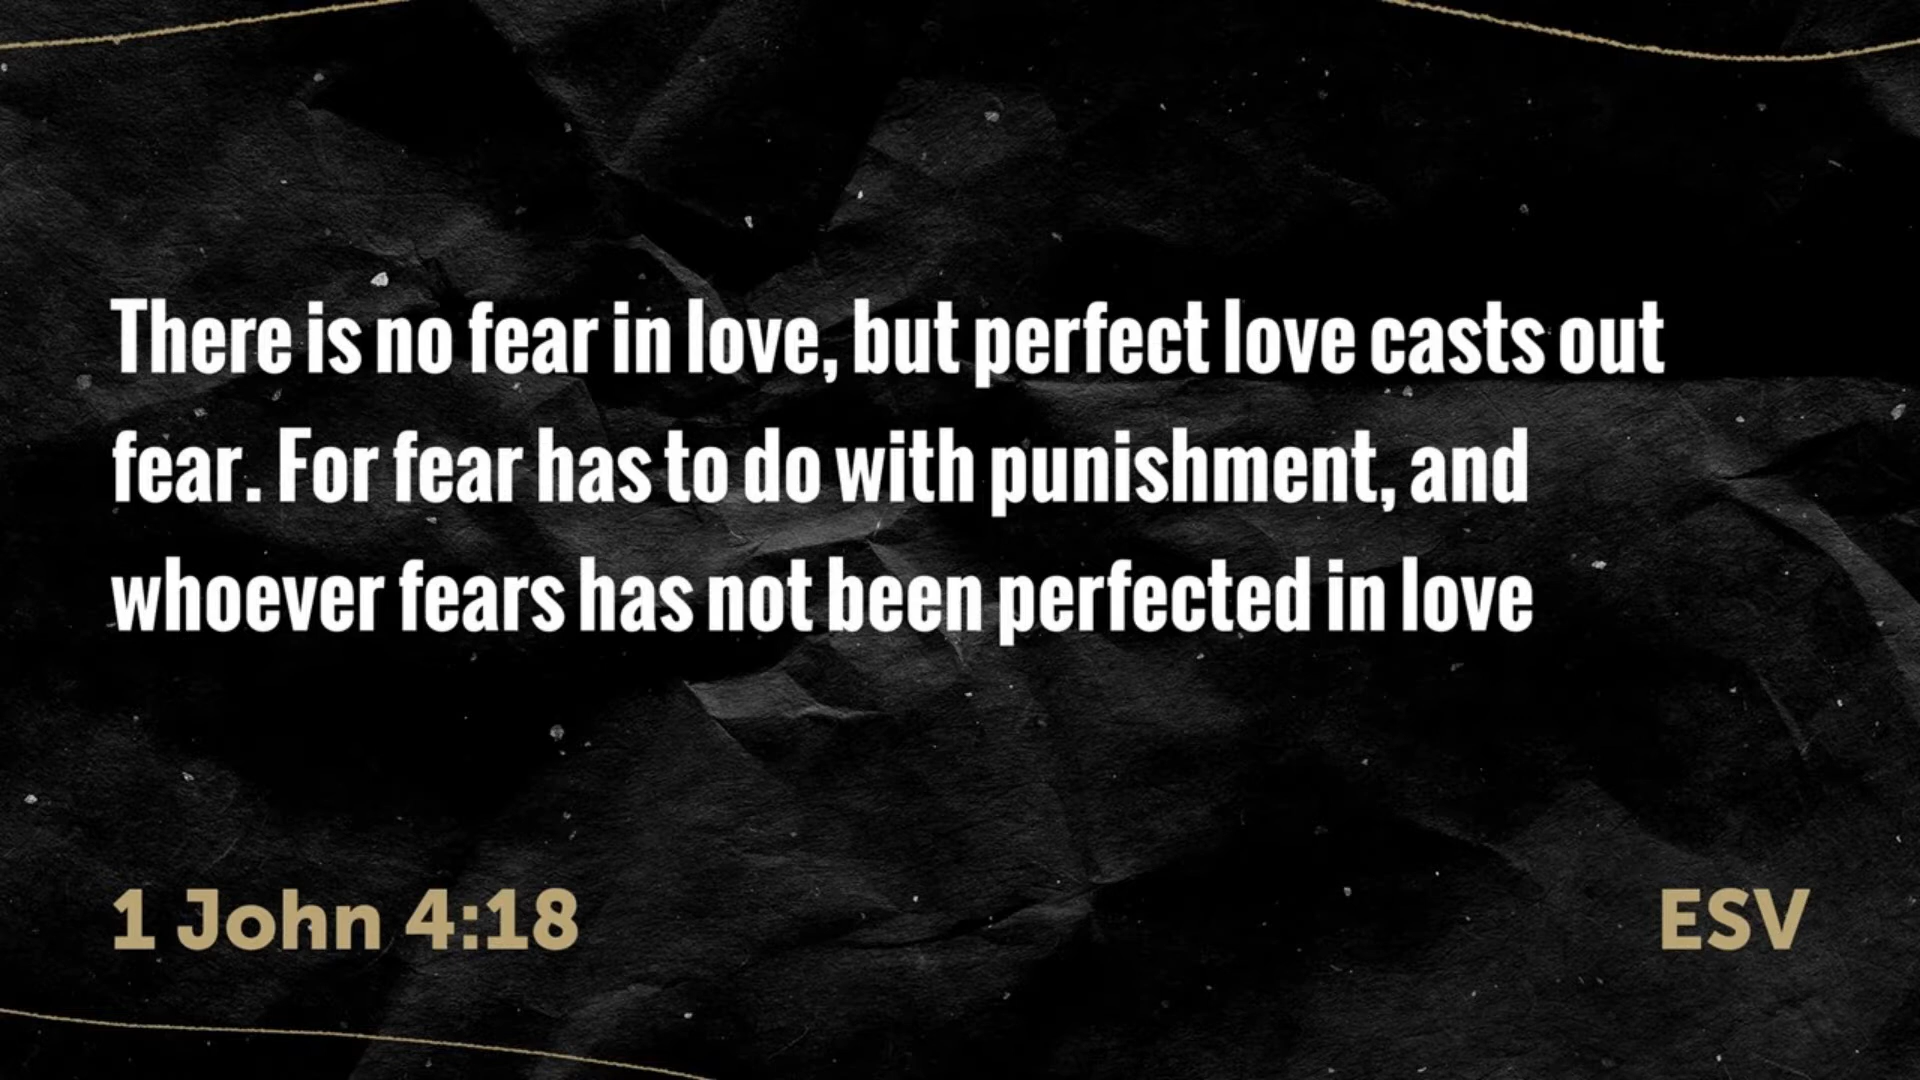 There is no fear in love, but perfect love casts out
fear. For fear has to do with punishment, and
whoever fears has not been perfected in love
1 John 4:18
ESV